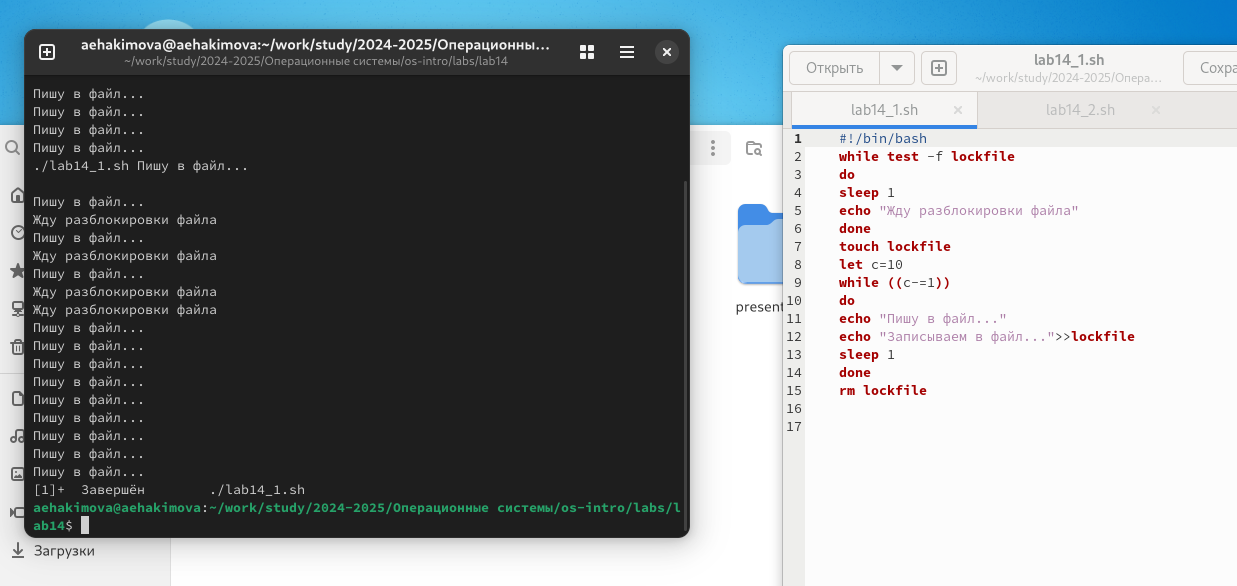 aehakimova@aehakimova:~/work/study/2024-2025/Операционны...
~/work/study/2024-2025/Операционные системы/os-intro/labs/lab14
Пишу в файл...
Пишу в файл...
Пишу в файл...
Пишу в файл...
./lab14_1.sh Пишу в файл...
Пишу в файл...
Жду разблокировки файла
Пишу в файл...
Жду разблокировки файла
Пишу в файл...
Жду разблокировки файла
Жду разблокировки файла
Пишу в файл...
Пишу в файл...
Пишу в файл...
Пишу в файл...
Пишу в файл...
Пишу в файл...
Пишу в файл...
Пишу в файл...
Пишу в файл...
[1]+  Завершён        ./lab14_1.sh
aehakimova@aehakimova:~/work/study/2024-2025/Операционные системы/os-intro/labs/l
ab14$
Загрузки
present
Открыть
lab14_1.sh
~/work/study/2024-2025/Опера...
Сохра
lab14_1.sh
lab14_2.sh
1 #!/bin/bash
2 while test -f lockfile
3 do
4 sleep 1
5 echo "Жду разблокировки файла"
6 done
7 touch lockfile
8 let c=10
9 while ((c-=1))
10 do
11 echo "Пишу в файл..."
12 echo "Записываем в файл...">>lockfile
13 sleep 1
14 done
15 rm lockfile
16
17